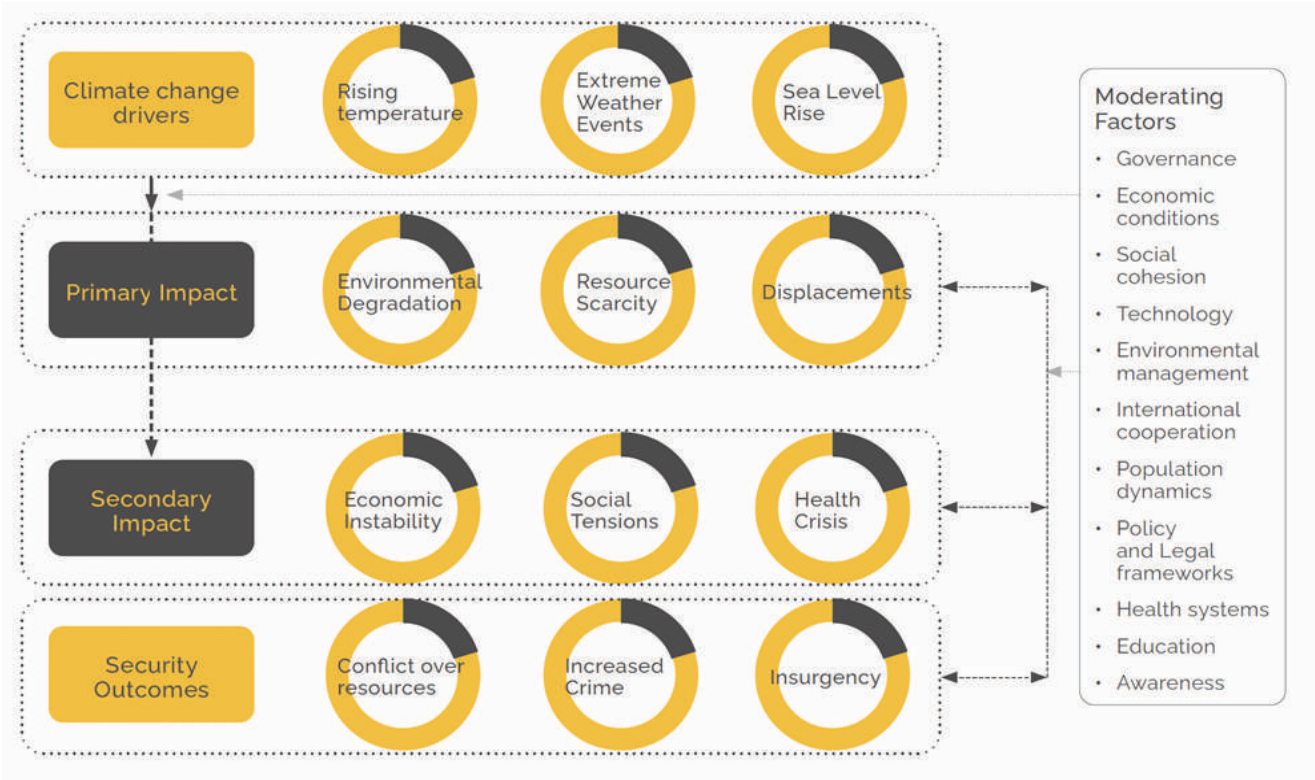 Climate change
drivers
Rising
temperature
Extreme
Weather
Events
Sea Level
Rise
Primary Impact
Environmental
Degradation
Resource
Scarcity
Displacements
Secondary
Impact
Economic
Instability
Social
Tensions
Health
Crisis
Security
Outcomes
Conflict over
resources
Increased
Crime
Insurgency
Moderating
Factors
• Governance
• Economic
conditions
• Social
cohesion
• Technology
• Environmental
management
• International
cooperation
• Population
dynamics
• Policy
and Legal
frameworks
• Health systems
• Education
• Awareness